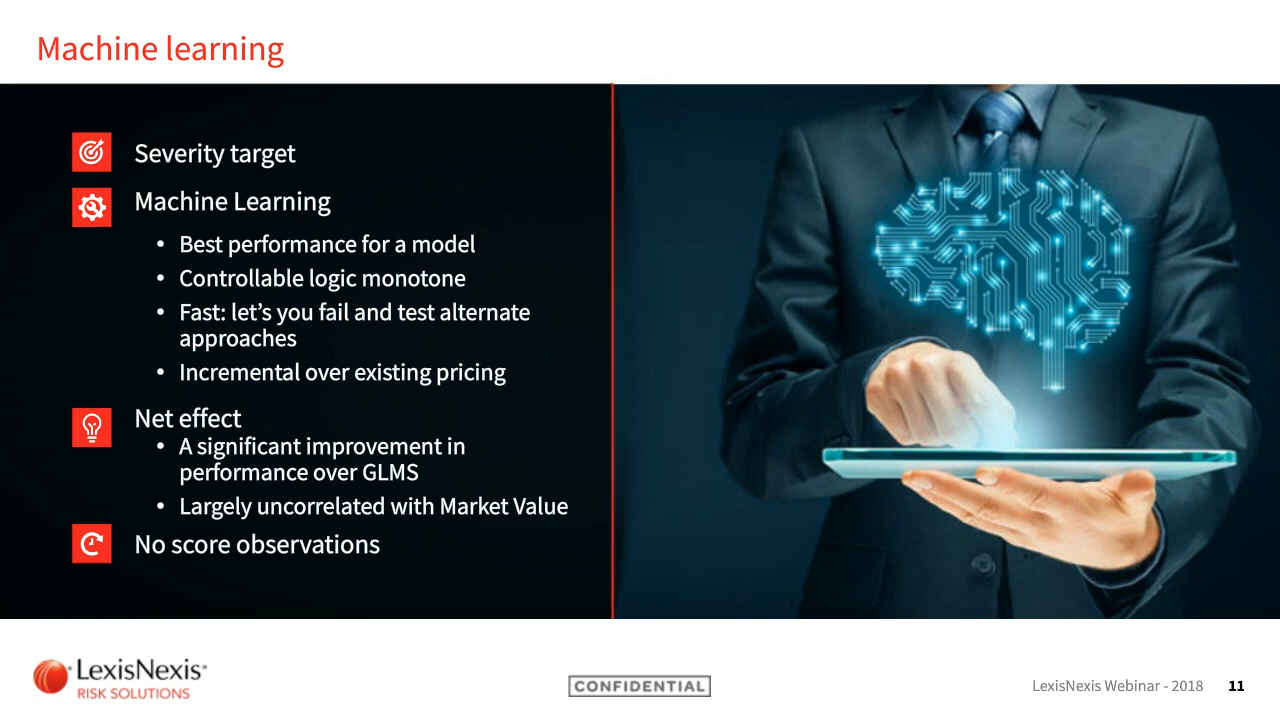 Machine learning
Severity target
Machine Learning
• Best performance for a model
• Controllable logic monotone
• Fast: let's you fail and test alternate
approaches
• Incremental over existing pricing
Net effect
• A significant improvement in
performance over GLMS
• Largely uncorrelated with Market Value
No score observations
LexisNexis®
RISK SOLUTIONS
CONFIDENTIAL
LexisNexis Webinar - 2018 11